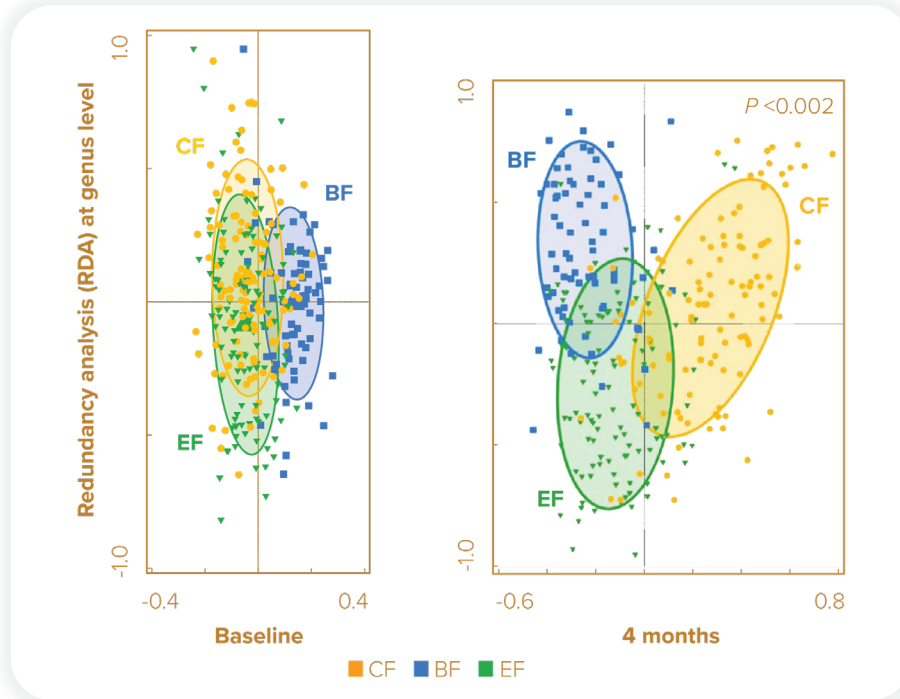 Redundancy analysis (RDA) at genus level
1.0
-1.0
CF
BF
EF
-0.4
0.4
Baseline
1.0
-1.0
P <0.002
BF
CF
EF
-0.6
0.8
4 months
CF BF EF